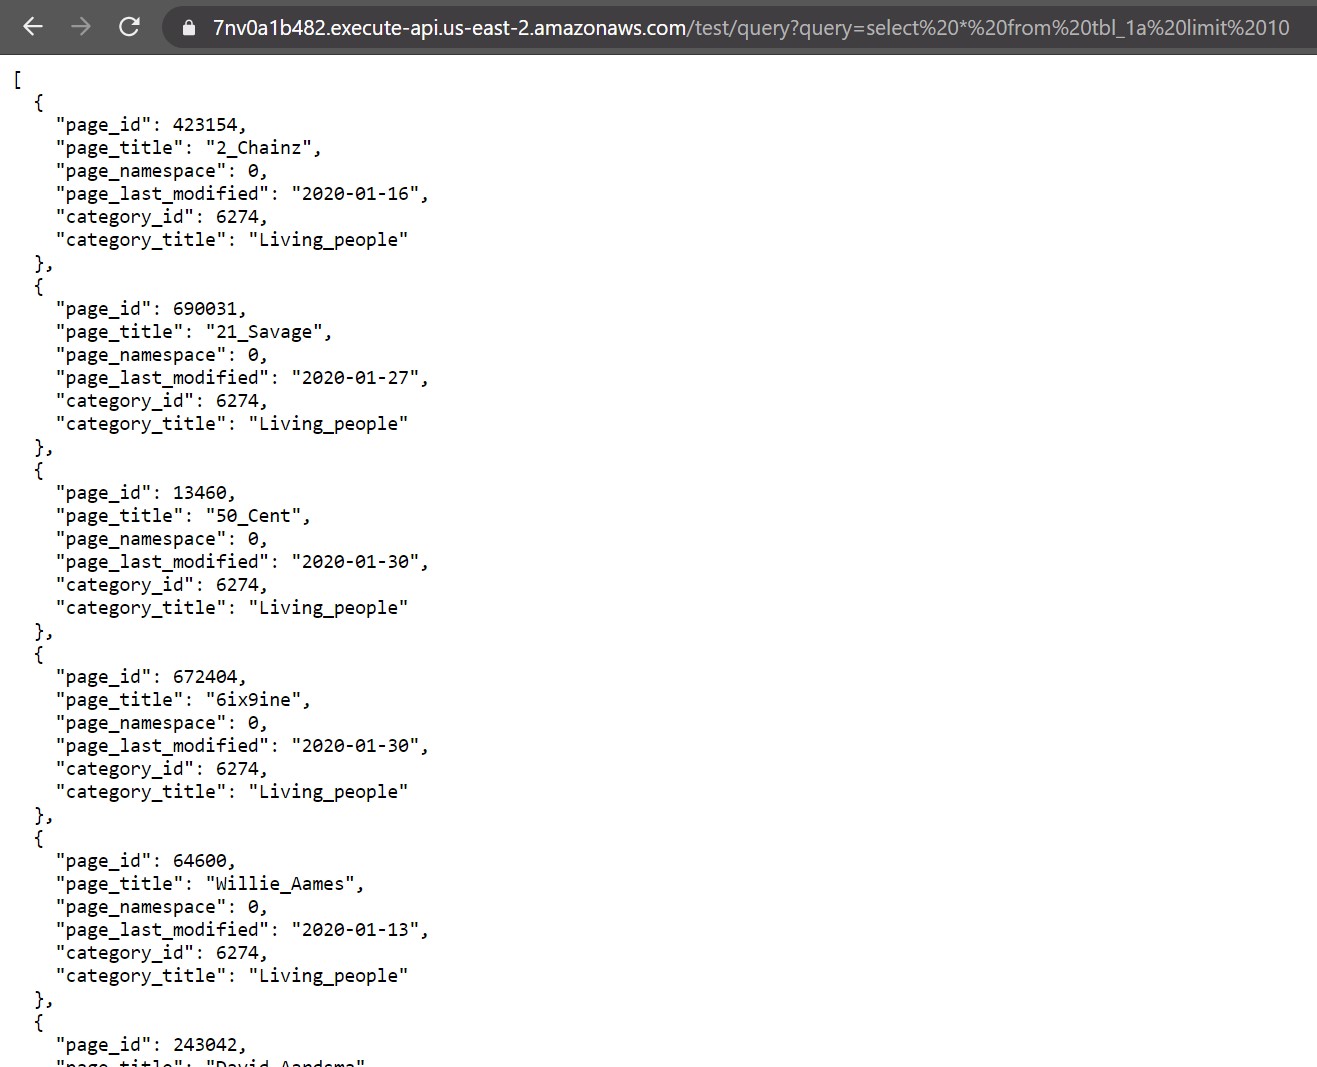 7nv0a1b482.execute-api.us-east-2.amazonaws.com/test/query?query=select%20*%20from%20tbl_1a%20limit%2010
[
  {
    "page_id": 423154,
    "page_title": "2_Chainz",
    "page_namespace": 0,
    "page_last_modified": "2020-01-16",
    "category_id": 6274,
    "category_title": "Living_people"
  },
  {
    "page_id": 690031,
    "page_title": "21_Savage",
    "page_namespace": 0,
    "page_last_modified": "2020-01-27",
    "category_id": 6274,
    "category_title": "Living_people"
  },
  {
    "page_id": 13460,
    "page_title": "50_Cent",
    "page_namespace": 0,
    "page_last_modified": "2020-01-30",
    "category_id": 6274,
    "category_title": "Living_people"
  },
  {
    "page_id": 672404,
    "page_title": "6ix9ine",
    "page_namespace": 0,
    "page_last_modified": "2020-01-30",
    "category_id": 6274,
    "category_title": "Living_people"
  },
  {
    "page_id": 64600,
    "page_title": "Willie_Aames",
    "page_namespace": 0,
    "page_last_modified": "2020-01-13",
    "category_id": 6274,
    "category_title": "Living_people"
  },
  {
    "page_id": 243042,
    "page_title": "David_Aardsma"